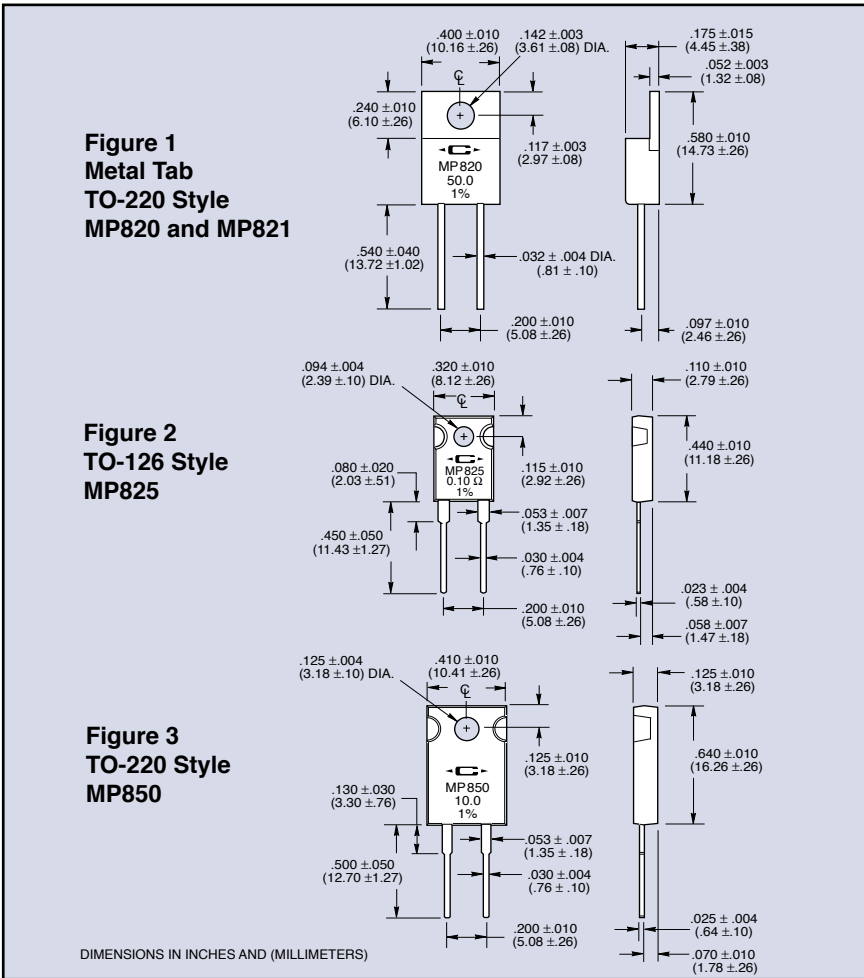 .400 ±.010
(10.16 ±.26)
.142 ±.003
(3.61 ±.08) DIA.
.175 ±.015
(4.45 ±.38)
.052 ±.003
(1.32 ±.08)
℄
.240 ±.010
(6.10 ±.26)
Figure 1
Metal Tab
TO-220 Style
MP820 and MP821
.117 ±.003
(2.97 ±.08)
.580 ±.010
(14.73 ±.26)
MP820
50.0
1%
.540 ±.040
(13.72 ±1.02)
.032 ± .004 DIA.
(.81 ± .10)
.200 ±.010
(5.08 ±.26)
.097 ±.010
(2.46 ±.26)
.094 ±.004
(2.39 ±.10) DIA.
.320 ±.010
(8.12 ±.26)
.110 ±.010
(2.79 ±.26)
℄
Figure 2
TO-126 Style
MP825
.440 ±.010
(11.18 ±.26)
.080 ±.020
(2.03 ±.51)
MP825
0.10 Ω
1%
.115 ±.010
(2.92 ±.26)
.053 ± .007
(1.35 ± .18)
.450 ±.050
(11.43 ±1.27)
.030 ±.004
(.76 ± .10)
.023 ± .004
(.58 ±.10)
.200 ±.010
(5.08 ±.26)
.058 ±.007
(1.47 ±.18)
.125 ±.004
(3.18 ±.10) DIA.
.410 ±.010
(10.41 ±.26)
.125 ±.010
(3.18 ±.26)
℄
Figure 3
TO-220 Style
MP850
.125 ±.010
(3.18 ±.26)
.640 ±.010
(16.26 ±.26)
.130 ±.030
(3.30 ±.76)
MP850
10.0
1%
.053 ± .007
(1.35 ± .18)
.500 ±.050
(12.70 ±1.27)
.030 ±.004
(.76 ± .10)
.025 ± .004
(.64 ±.10)
.200 ±.010
(5.08 ±.26)
.070 ±.010
(1.78 ±.26)
DIMENSIONS IN INCHES AND (MILLIMETERS)